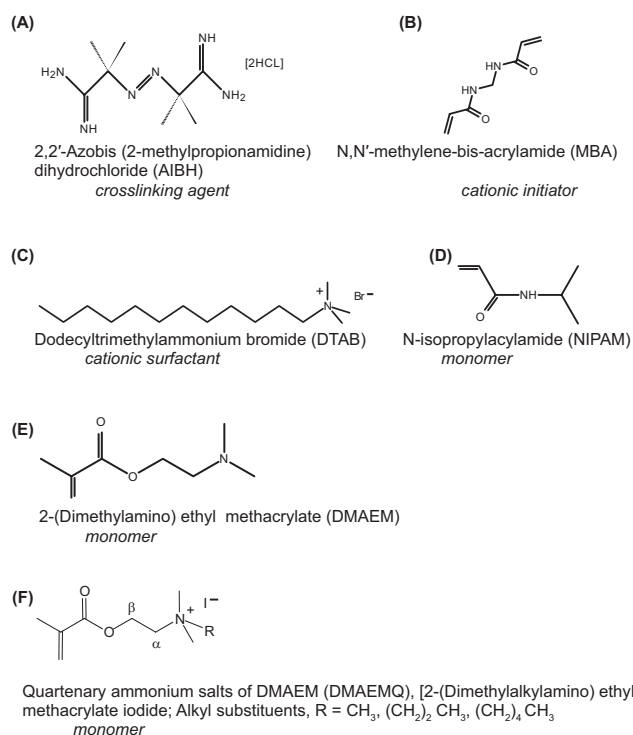 (A)
NH
H₂N
N
N
[2HCL]
NH₂
NH
2,2′-Azobis (2-methylpropionamidine)
dihydrochloride (AIBH)
crosslinking agent
(B)
HN
O
HN
O
N,N′-methylene-bis-acrylamide (MBA)
cationic initiator
(C)
+
N
Br−
Dodecyltrimethylammonium bromide (DTAB)
cationic surfactant
(D)
NH
O
N-isopropylacylamide (NIPAM)
monomer
(E)
O
N
O
2-(Dimethylamino) ethyl methacrylate (DMAEM)
monomer
(F)
O
β
I−
N+
O
R
α
Quartenary ammonium salts of DMAEM (DMAEMQ), [2-(Dimethylalkylamino) ethyl
methacrylate iodide; Alkyl substituents, R = CH₃, (CH₂)₂ CH₃, (CH₂)₄ CH₃
monomer